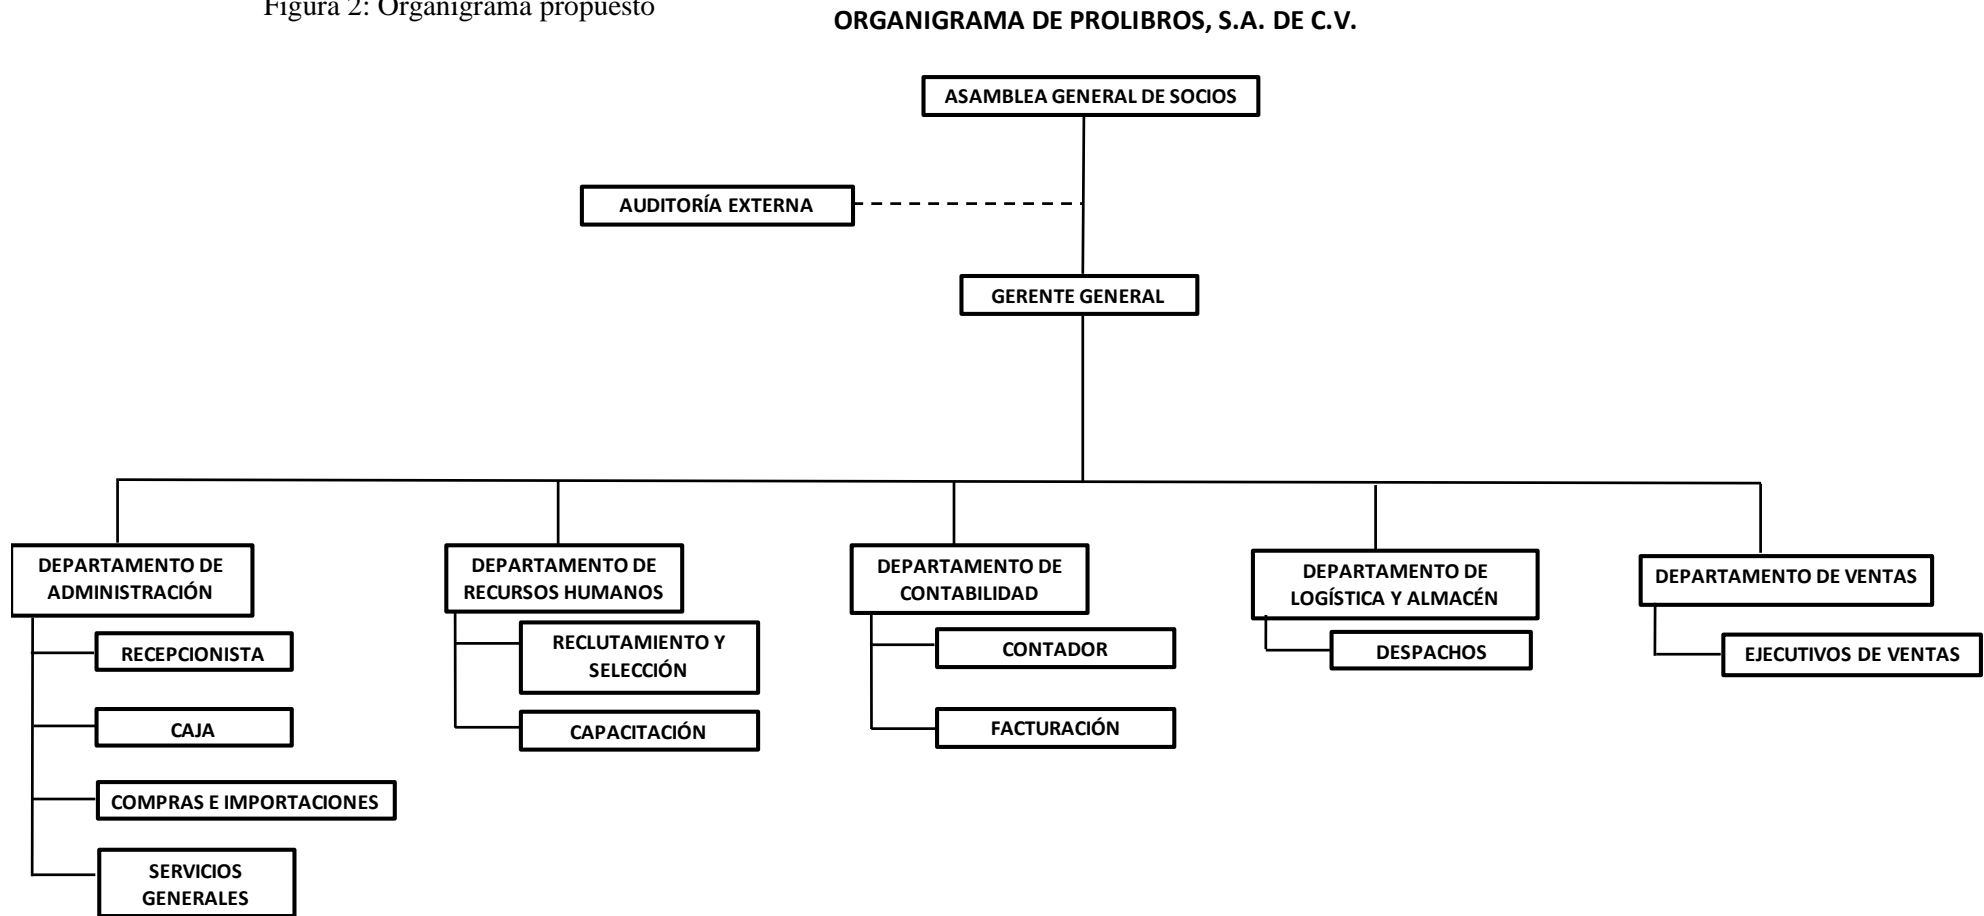 Figura 2: Organigrama propuesto
ORGANIGRAMA DE PROLIBROS, S.A. DE C.V.
ASAMBLEA GENERAL DE SOCIOS
AUDITORÍA EXTERNA
GERENTE GENERAL
DEPARTAMENTO DE
ADMINISTRACIÓN
RECEPCIONISTA
CAJA
COMPRAS E IMPORTACIONES
SERVICIOS
GENERALES
DEPARTAMENTO DE
RECURSOS HUMANOS
RECLUTAMIENTO Y
SELECCIÓN
CAPACITACIÓN
DEPARTAMENTO DE
CONTABILIDAD
CONTADOR
FACTURACIÓN
DEPARTAMENTO DE
LOGÍSTICA Y ALMACÉN
DESPACHOS
DEPARTAMENTO DE VENTAS
EJECUTIVOS DE VENTAS